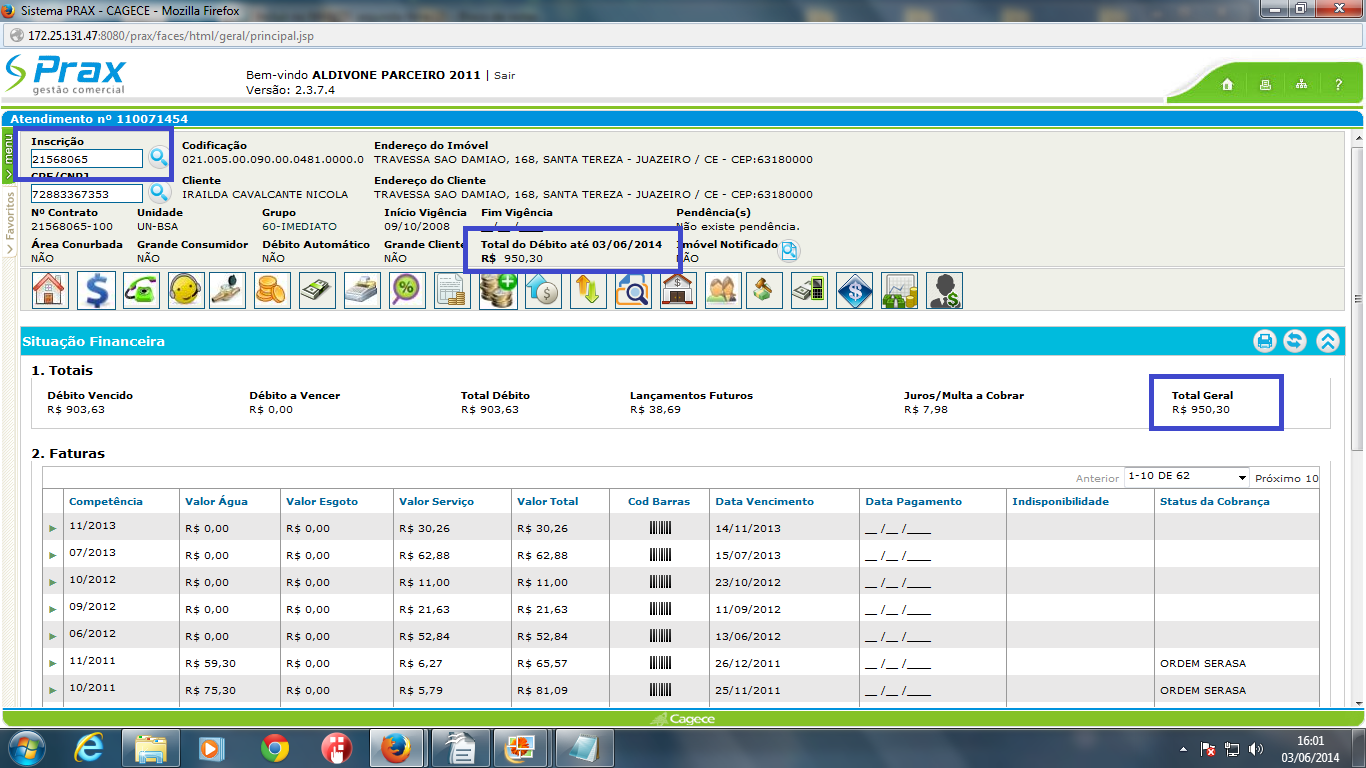 Sistema PRAX - CAGECE - Mozilla Firefox
172.25.131.47:8080/prax/faces/html/geral/principal.jsp
Prax
gestão comercial
Bem-vindo ALDIVONE PARCEIRO 2011 | Sair
Versão: 2.3.7.4
?
Atendimento nº 110071454
menu
Favoritos
Inscrição Codificação Endereço do Imóvel
21568065 021.005.00.090.00.0481.0000.0 TRAVESSA SAO DAMIAO, 168, SANTA TEREZA - JUAZEIRO / CE - CEP:63180000
CPF/CNPJ Cliente Endereço do Cliente
72883367353 IRAILDA CAVALCANTE NICOLA TRAVESSA SAO DAMIAO, 168, SANTA TEREZA - JUAZEIRO / CE - CEP:63180000
Nº Contrato Unidade Grupo Início Vigência Fim Vigência Pendência(s)
21568065-100 UN-BSA 60-IMEDIATO 09/10/2008 __/__/____ Não existe pendência.
Área Conurbada Grande Consumidor Débito Automático Grande Cliente Total do Débito até 03/06/2014 Imóvel Notificado
NÃO NÃO NÃO NÃO R$ 950,30 NÃO
Situação Financeira
1. Totais
Débito Vencido Débito a Vencer Total Débito Lançamentos Futuros Juros/Multa a Cobrar Total Geral
R$ 903,63 R$ 0,00 R$ 903,63 R$ 38,69 R$ 7,98 R$ 950,30
2. Faturas
Anterior 1-10 DE 62 Próximo 10
Competência Valor Água Valor Esgoto Valor Serviço Valor Total Cod Barras Data Vencimento Data Pagamento Indisponibilidade Status da Cobrança
11/2013 R$ 0,00 R$ 0,00 R$ 30,26 R$ 30,26 14/11/2013 __ /__ /____
07/2013 R$ 0,00 R$ 0,00 R$ 62,88 R$ 62,88 15/07/2013 __ /__ /____
10/2012 R$ 0,00 R$ 0,00 R$ 11,00 R$ 11,00 23/10/2012 __ /__ /____
09/2012 R$ 0,00 R$ 0,00 R$ 21,63 R$ 21,63 11/09/2012 __ /__ /____
06/2012 R$ 0,00 R$ 0,00 R$ 52,84 R$ 52,84 13/06/2012 __ /__ /____
11/2011 R$ 59,30 R$ 0,00 R$ 6,27 R$ 65,57 26/12/2011 __ /__ /____ ORDEM SERASA
10/2011 R$ 75,30 R$ 0,00 R$ 5,79 R$ 81,09 25/11/2011 __ /__ /____ ORDEM SERASA
Cagece
16:01
03/06/2014